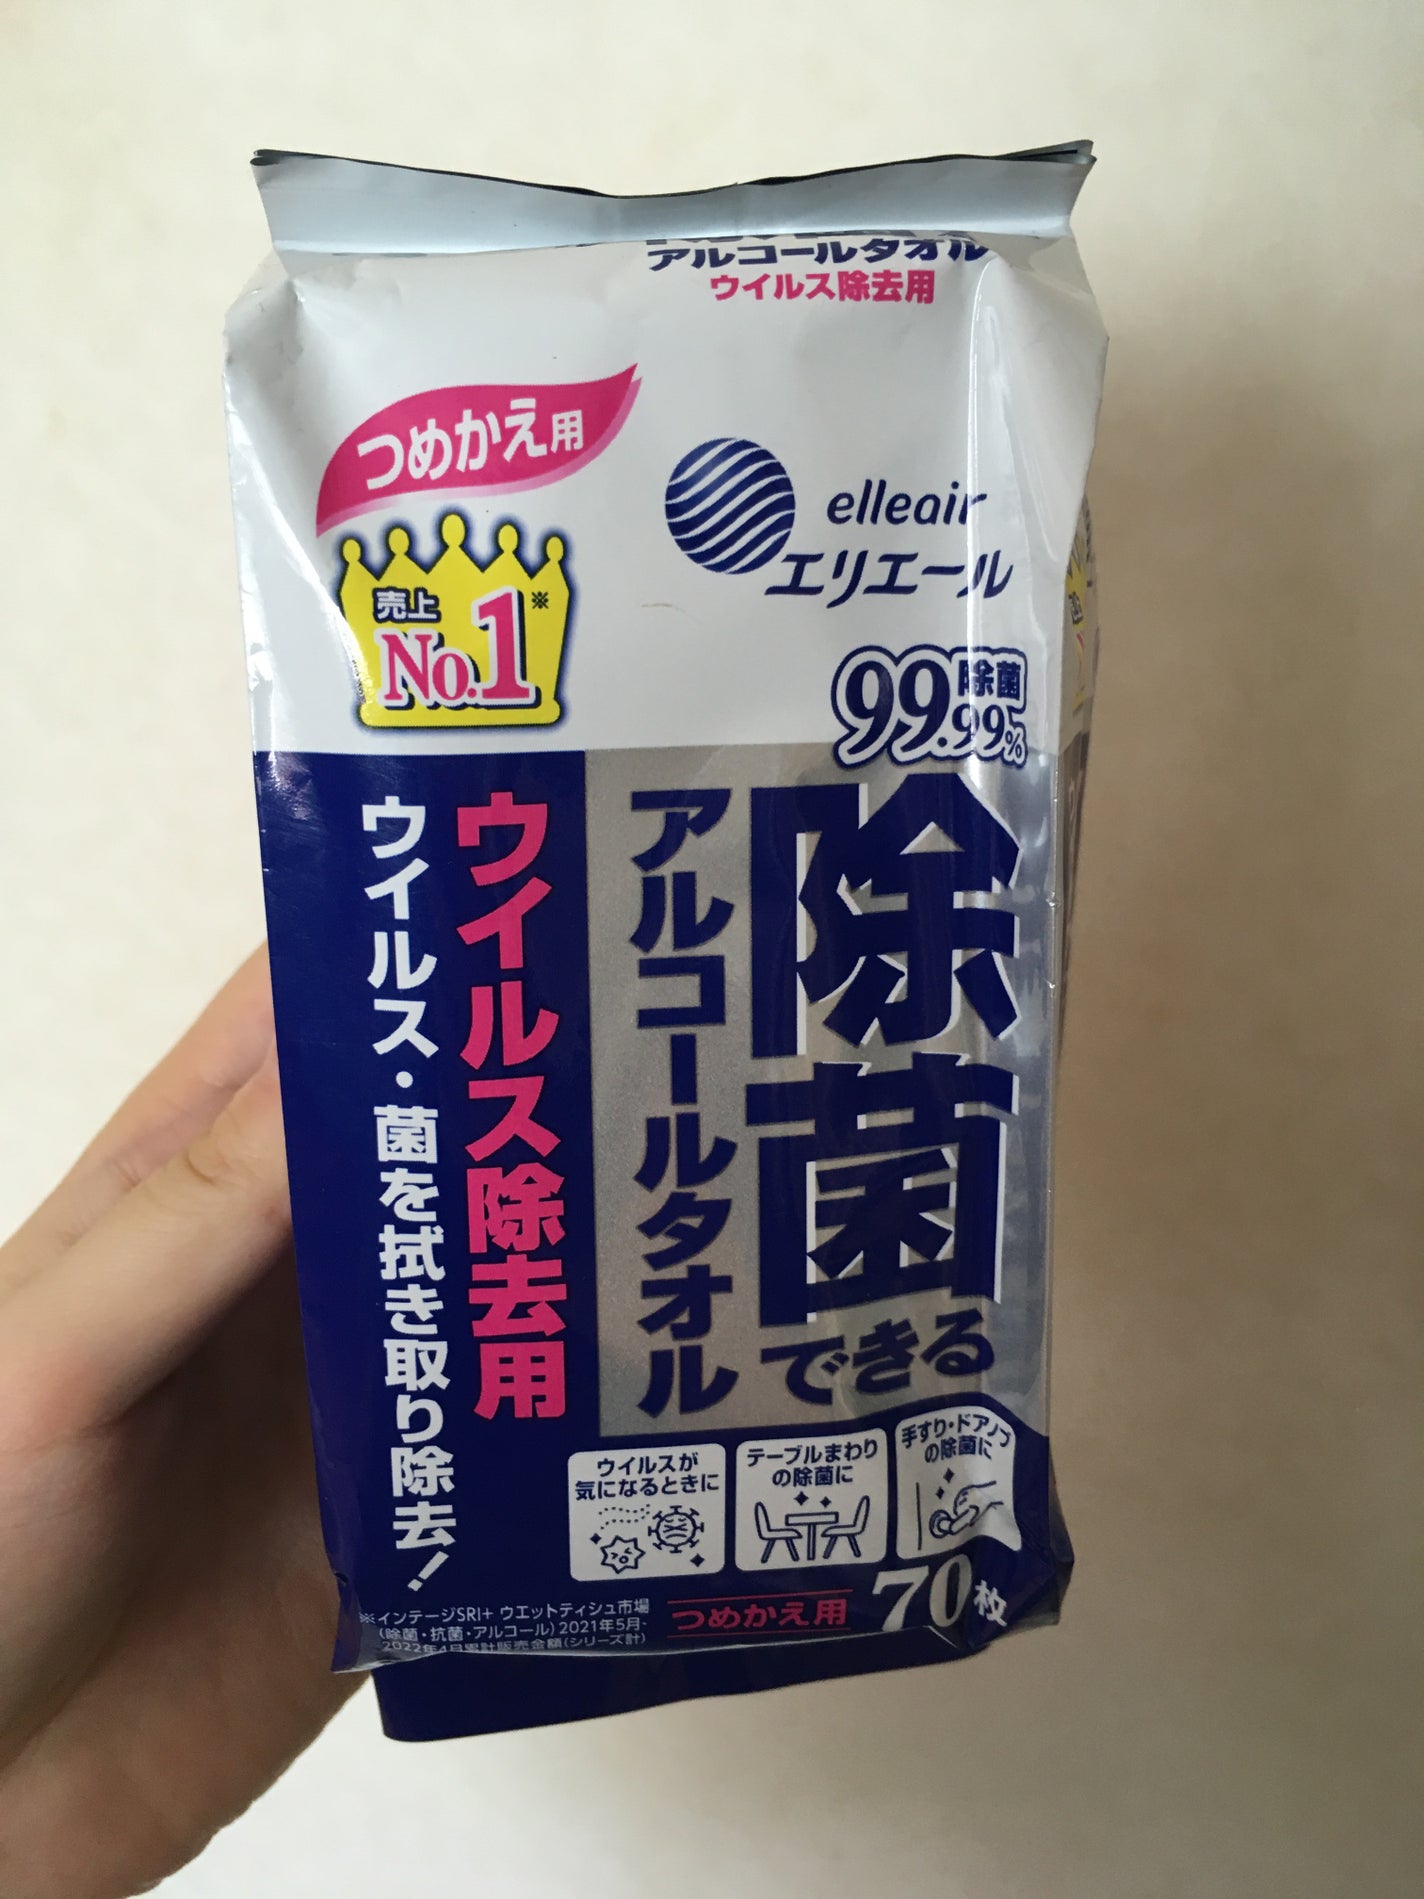 アルコールタオル
ウイルス除去用
つめかえ用
売上
No.1※
elleair
エリエール
除菌
99.99%
除菌できる
アルコールタオル
ウイルス除去用
ウイルス・菌を拭き取り除去!
ウイルスが
気になるときに
テーブルまわり
の除菌に
手すり・ドアノブ
の除菌に
※インテージSRI+ ウエットティシュ市場
(除菌・抗菌・アルコール)2021年5月-
2022年4月累計販売金額(シリーズ計)
つめかえ用
70枚